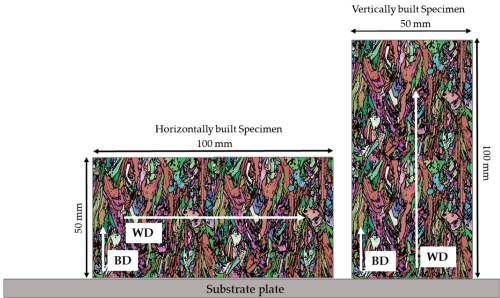 Vertically built Specimen
50 mm
Horizontally built Specimen
100 mm
50 mm
WD
BD
100 mm
BD
WD
Substrate plate